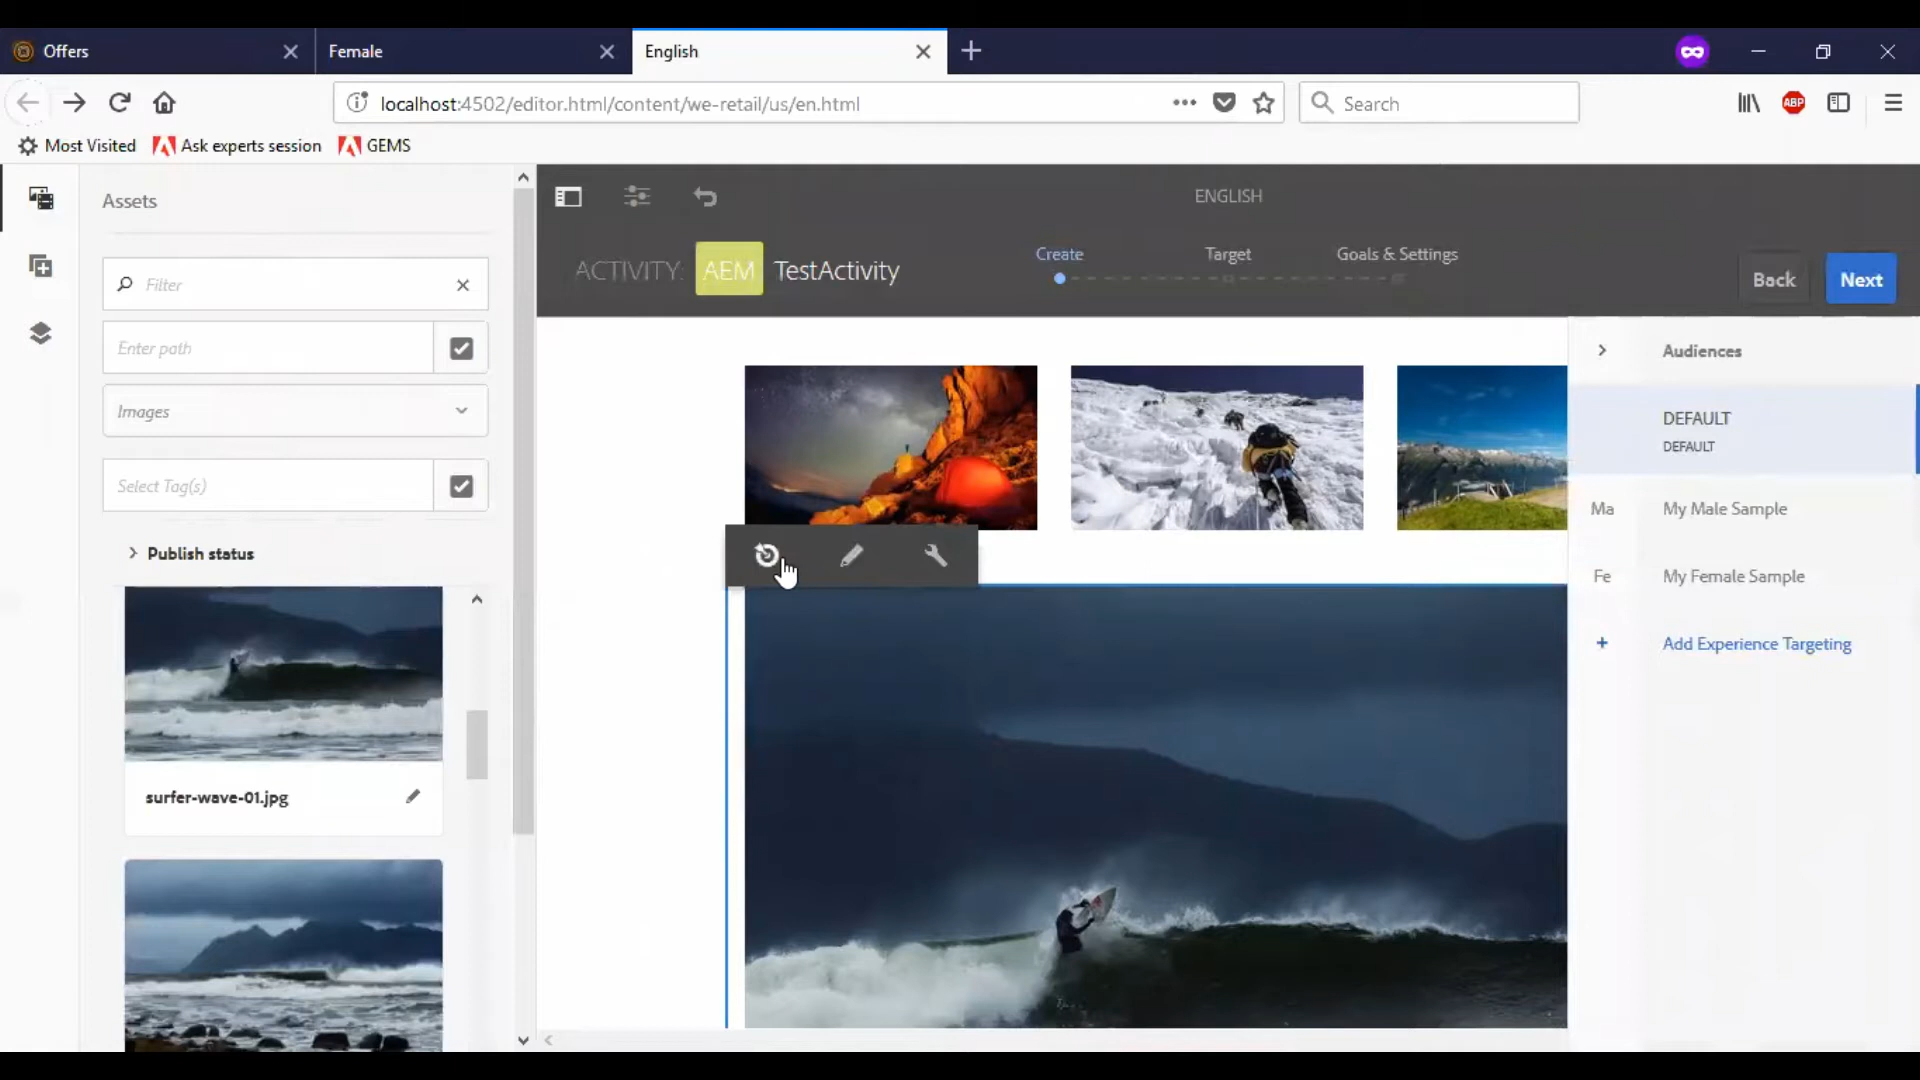 Offers
Female
English
localhost:4502/editor.html/content/we-retail/us/en.html
Search
ABP
Most Visited
Ask experts session
GEMS
Assets
Filter
Enter path
Images
Select Tag(s)
Publish status
surfer-wave-01.jpg
ENGLISH
ACTIVITY: AEM TestActivity
Create
Target
Goals & Settings
Back
Next
Audiences
DEFAULT
DEFAULT
Ma My Male Sample
Fe My Female Sample
+ Add Experience Targeting